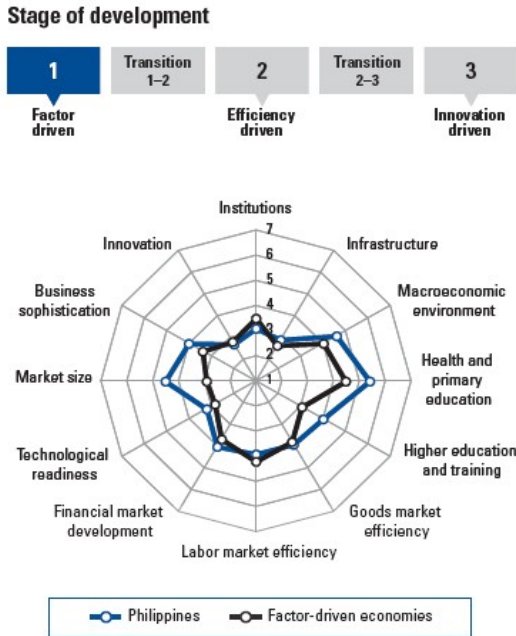 Stage of development
1
Transition
1–2
2
Transition
2–3
3
Factor
driven
Efficiency
driven
Innovation
driven
Institutions
7
Innovation
Infrastructure
6
5
Business
sophistication
Macroeconomic
environment
4
3
2
Market size
1
Health and
primary
education
Technological
readiness
Higher education
and training
Financial market
development
Goods market
efficiency
Labor market efficiency
Philippines
Factor-driven economies